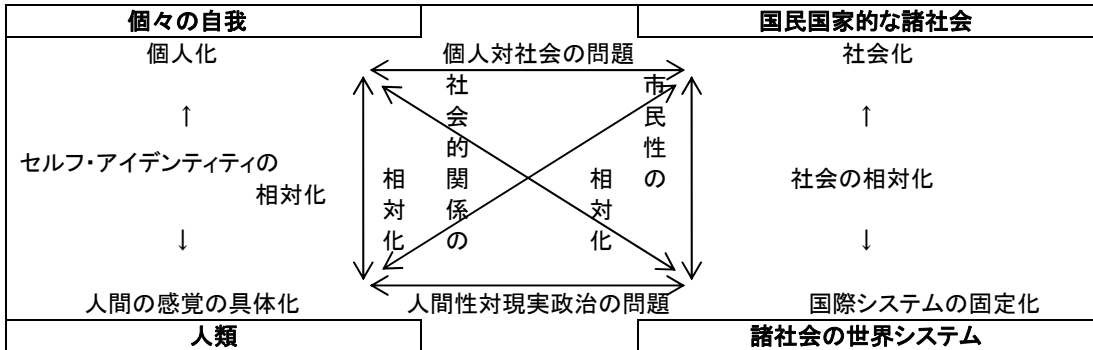 個々の自我
国民国家的な諸社会
個人化
個人対社会の問題
社会化
↑
社会的関係の
相対化
市民性の
相対化
↑
セルフ・アイデンティティの
相対化
社会の相対化
↓
↓
人間の感覚の具体化
人間性対現実政治の問題
国際システムの固定化
人類
諸社会の世界システム